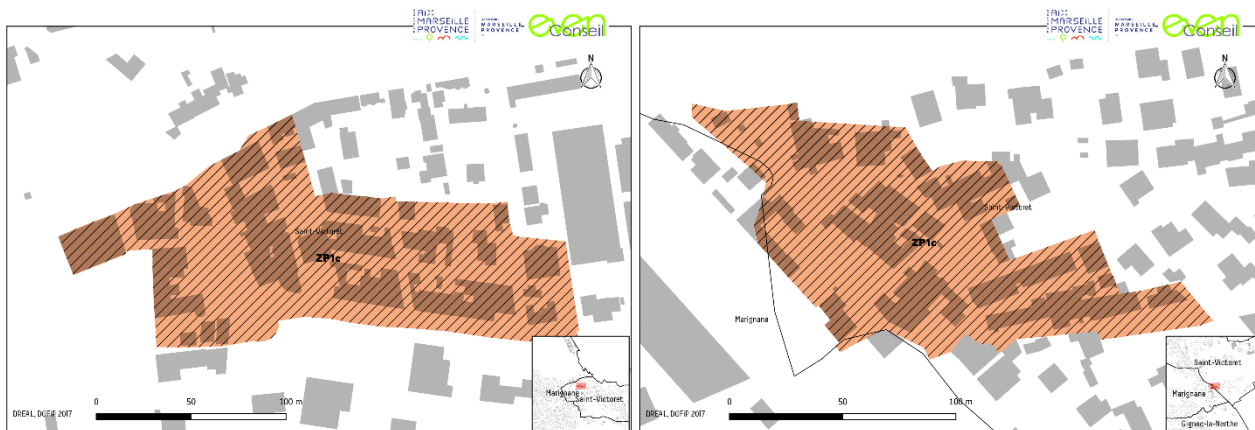 AIX
MARSEILLE
PROVENCE
MARSEILLE
PROVENCE
even
Conseil
N
Saint-Victoret
ZP1c
Marignane
Saint-Victoret
DREAL, DGFIP 2017
0 50 100 m
AIX
MARSEILLE
PROVENCE
MARSEILLE
PROVENCE
even
Conseil
N
Saint-Victoret
ZP1c
Marignane
Saint-Victoret
Marignane
Gignac-la-Nerthe
DREAL, DGFIP 2017
0 50 100 m